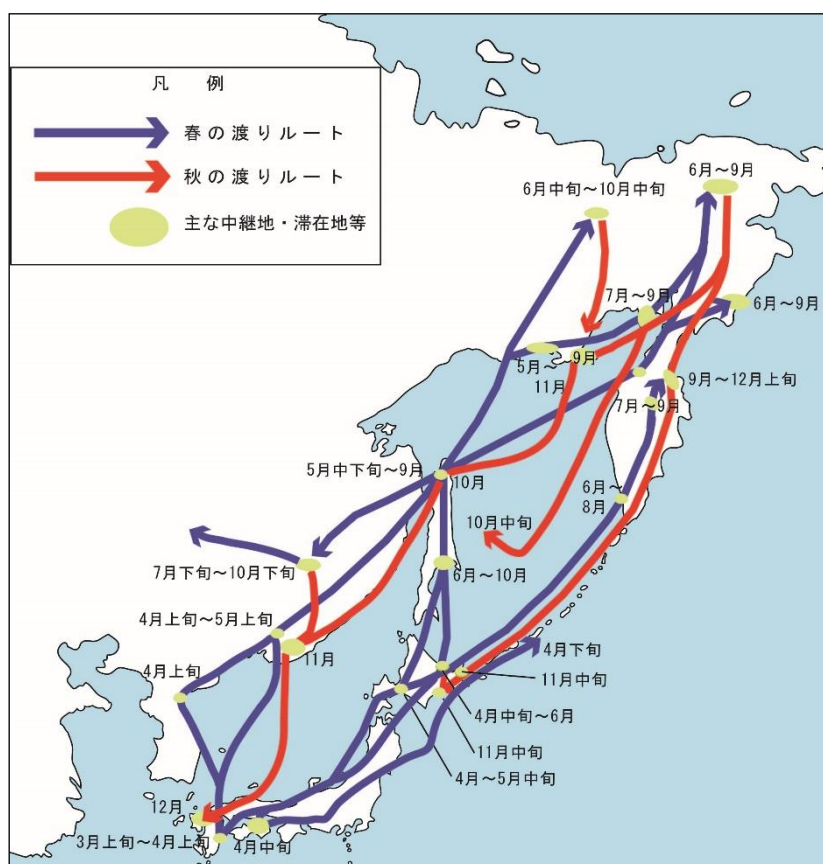 凡 例
春の渡りルート
秋の渡りルート
主な中継地・滞在地等
6月～9月
6月中旬～10月中旬
7月～9月
6月～9月
5月～
11月
9月
9月～12月上旬
7月～9月
5月中下旬～9月
10月
6月～
8月
10月中旬
7月下旬～10月下旬
6月～10月
4月上旬～5月上旬
11月
4月下旬
4月上旬
11月中旬
4月中旬～6月
11月中旬
4月～5月中旬
12月
3月上旬～4月上旬
4月中旬